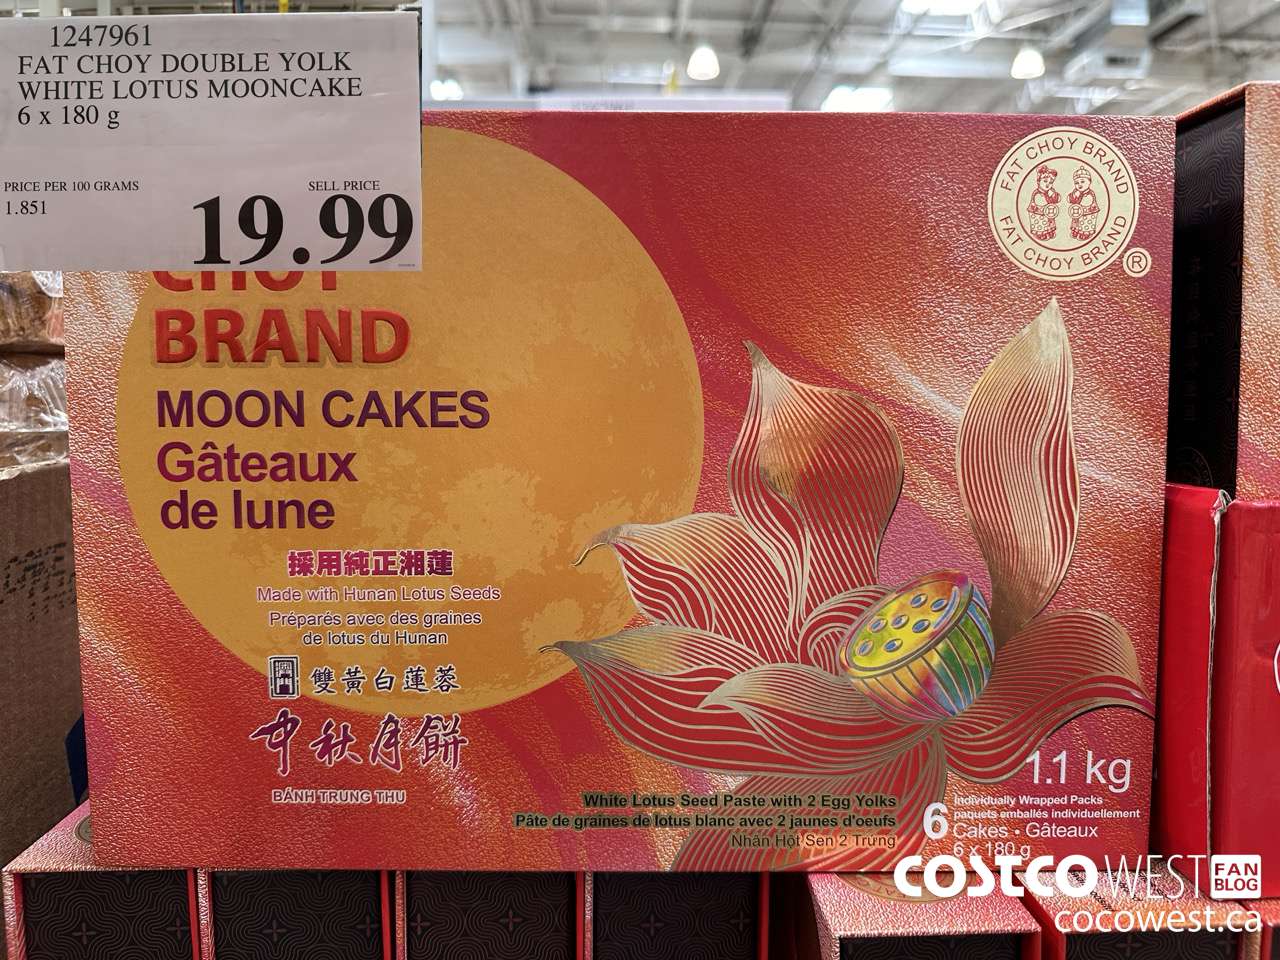 1247961
FAT CHOY DOUBLE YOLK
WHITE LOTUS MOONCAKE
6 x 180 g
PRICE PER 100 GRAMS
1.851
SELL PRICE
19.99
FAT CHOY BRAND
FAT CHOY BRAND
®
CHOY
BRAND
MOON CAKES
Gâteaux
de lune
採用純正湘蓮
Made with Hunan Lotus Seeds
Préparés avec des graines
de lotus du Hunan
雙黃白蓮蓉
中秋月餅
BÁNH TRUNG THU
White Lotus Seed Paste with 2 Egg Yolks
Pâte de graines de lotus blanc avec 2 jaunes d'oeufs
Nhân Hột Sen 2 Trứng
1.1 kg
6 Individually Wrapped Packs
paquets emballés individuellement
Cakes • Gâteaux
6 x 180 g
COSTCO WEST FAN BLOG
cocowest.ca